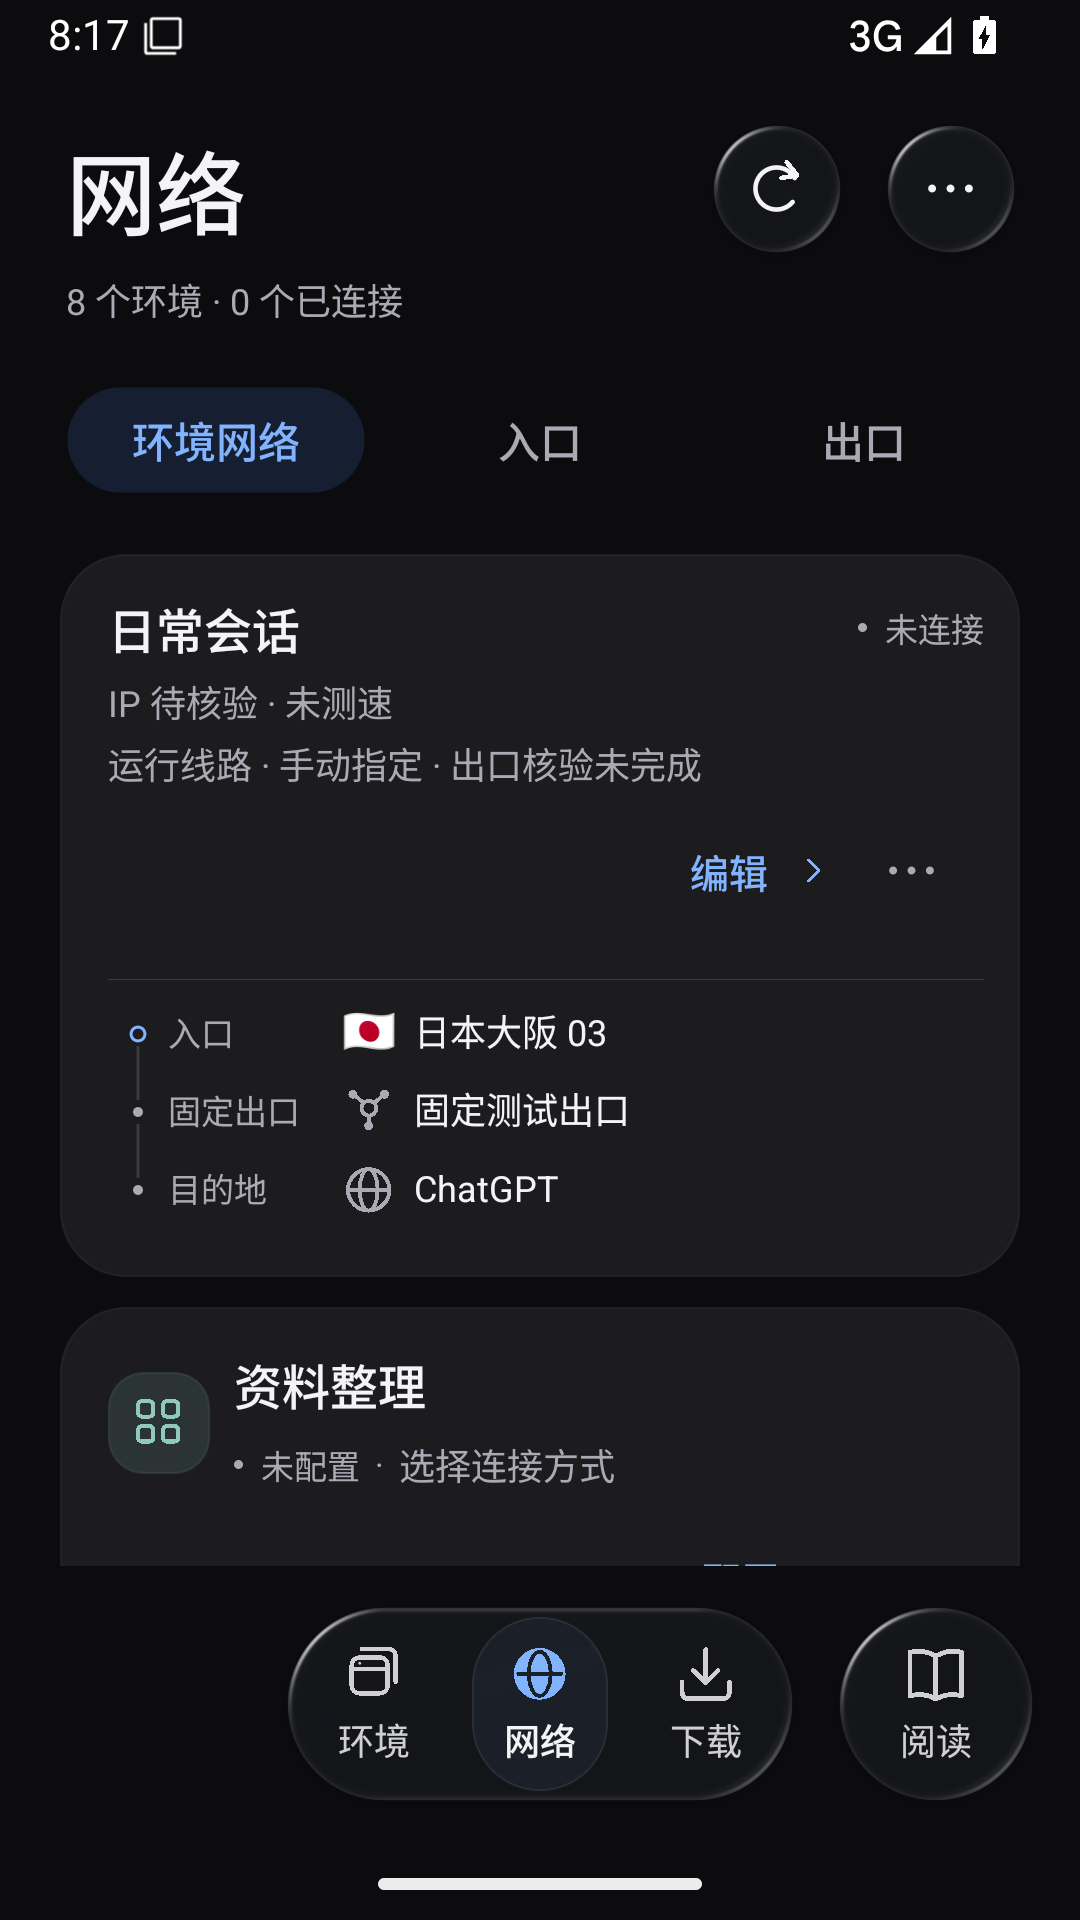 8:17
3G
网络
8 个环境 · 0 个已连接
环境网络
入口
出口
日常会话
• 未连接
IP 待核验 · 未测速
运行线路 · 手动指定 · 出口核验未完成
编辑
入口 日本大阪 03
固定出口 固定测试出口
目的地 ChatGPT
资料整理
• 未配置 · 选择连接方式
环境
网络
下载
阅读